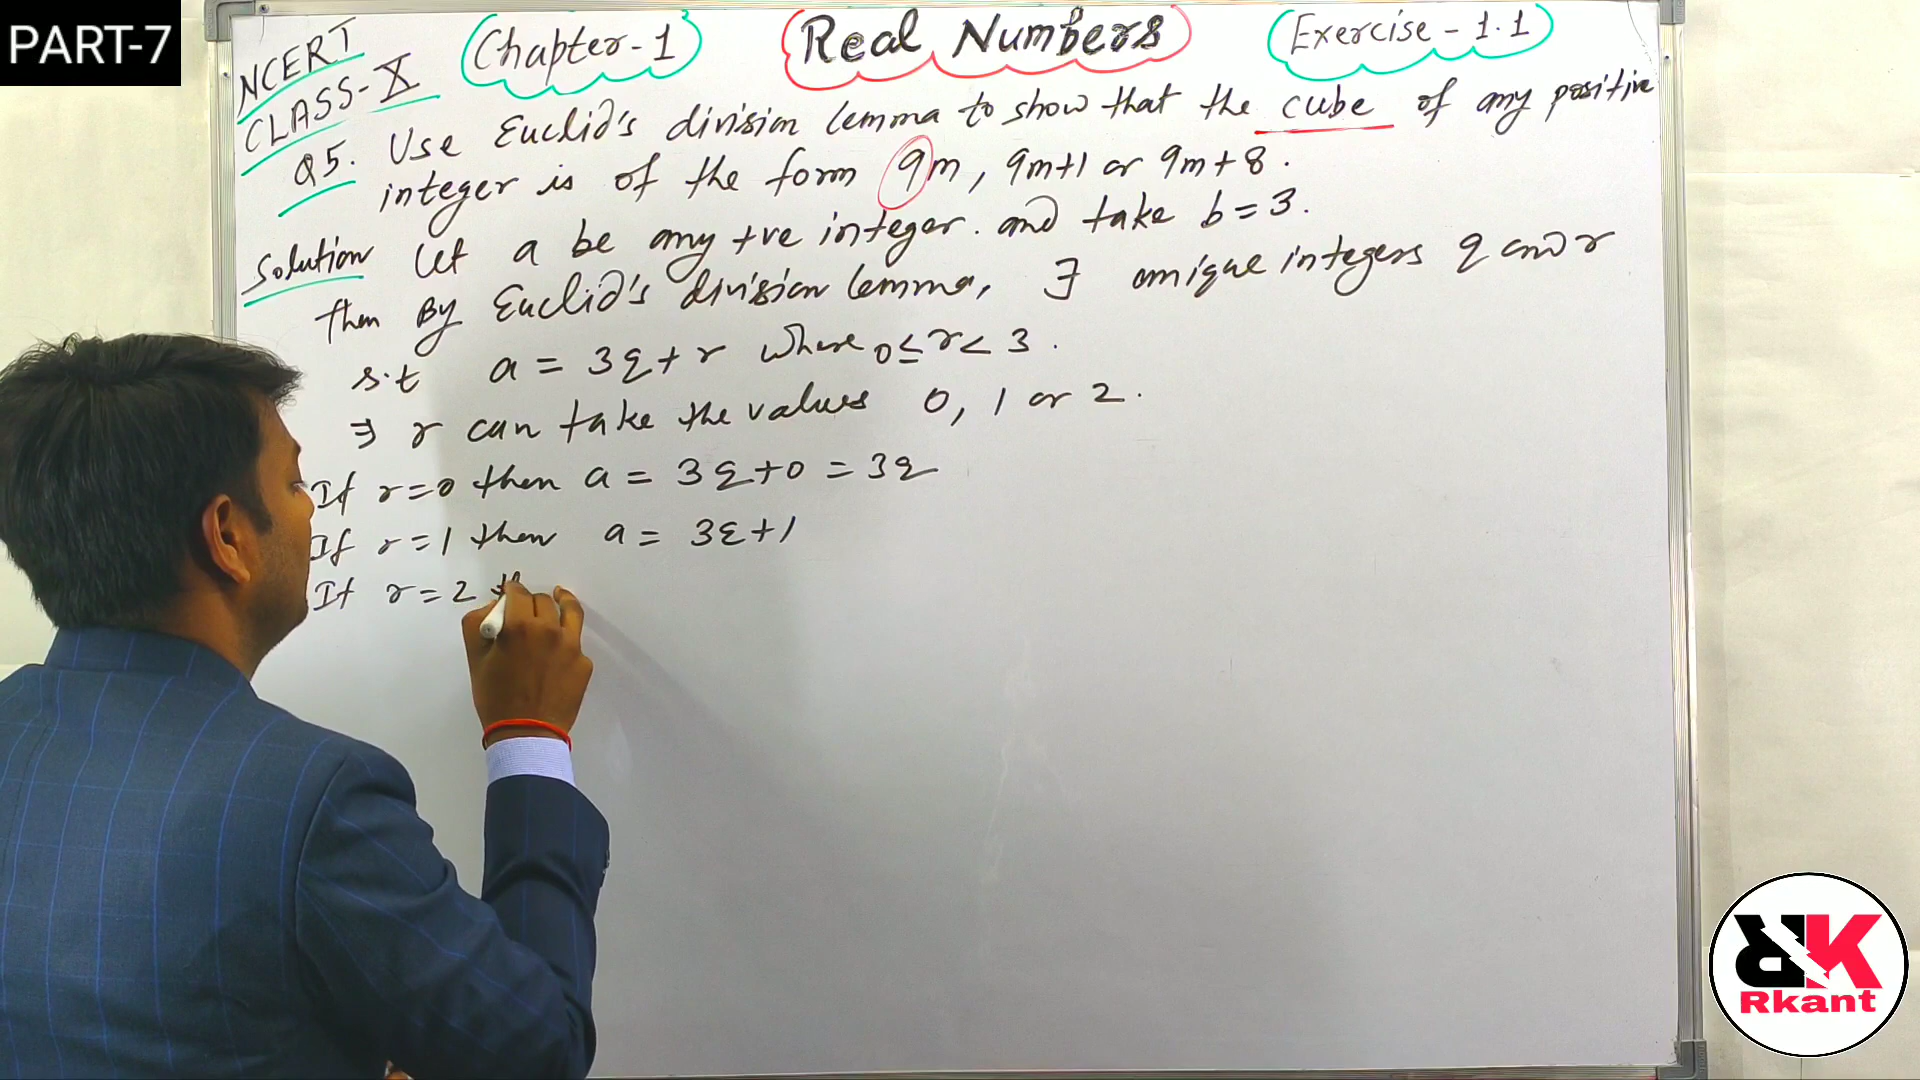 PART-7
NCERT
CLASS-X
Chapter-1
Real Numbers
Exercise - 1.1
Q5. Use Euclid's division lemma to show that the cube of any positive
integer is of the form 9m, 9m+1 or 9m+8.
Solution Let a be any +ve integer. and take b=3.
then By Euclid's division lemma, ∃ unique integers q and r
s.t a = 3q+r where 0≤r<3.
⇒ r can take the values 0, 1 or 2.
If r=0 then a = 3q+0 = 3q
If r=1 then a = 3q+1
If r=2
RK
Rkant